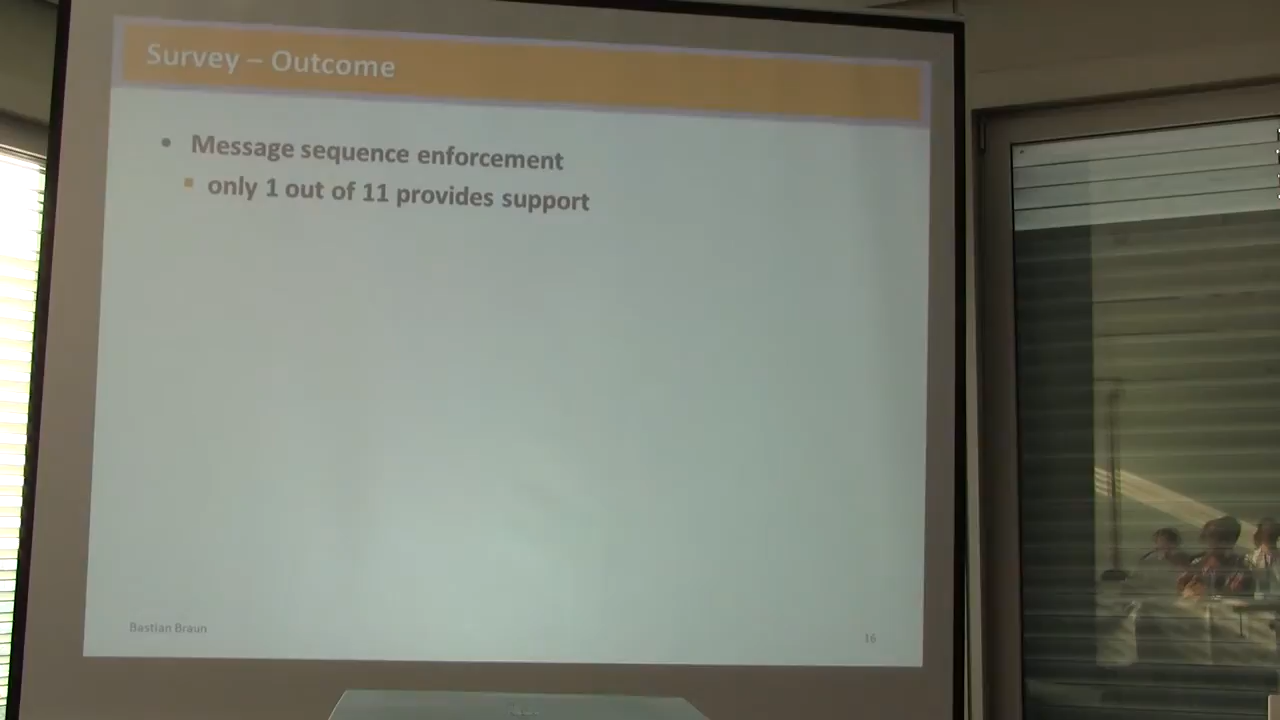 Survey – Outcome
• Message sequence enforcement
▪ only 1 out of 11 provides support
Bastian Braun
16